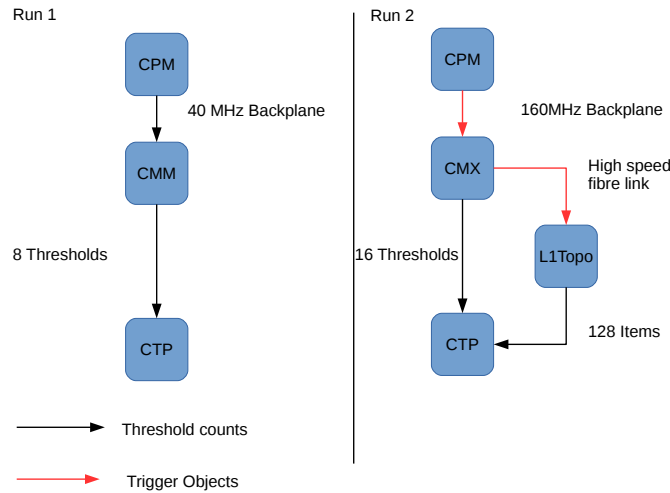 Run 1
CPM
40 MHz Backplane
CMM
8 Thresholds
CTP
Run 2
CPM
160MHz Backplane
CMX
High speed
fibre link
16 Thresholds
L1Topo
128 Items
CTP
Threshold counts
Trigger Objects